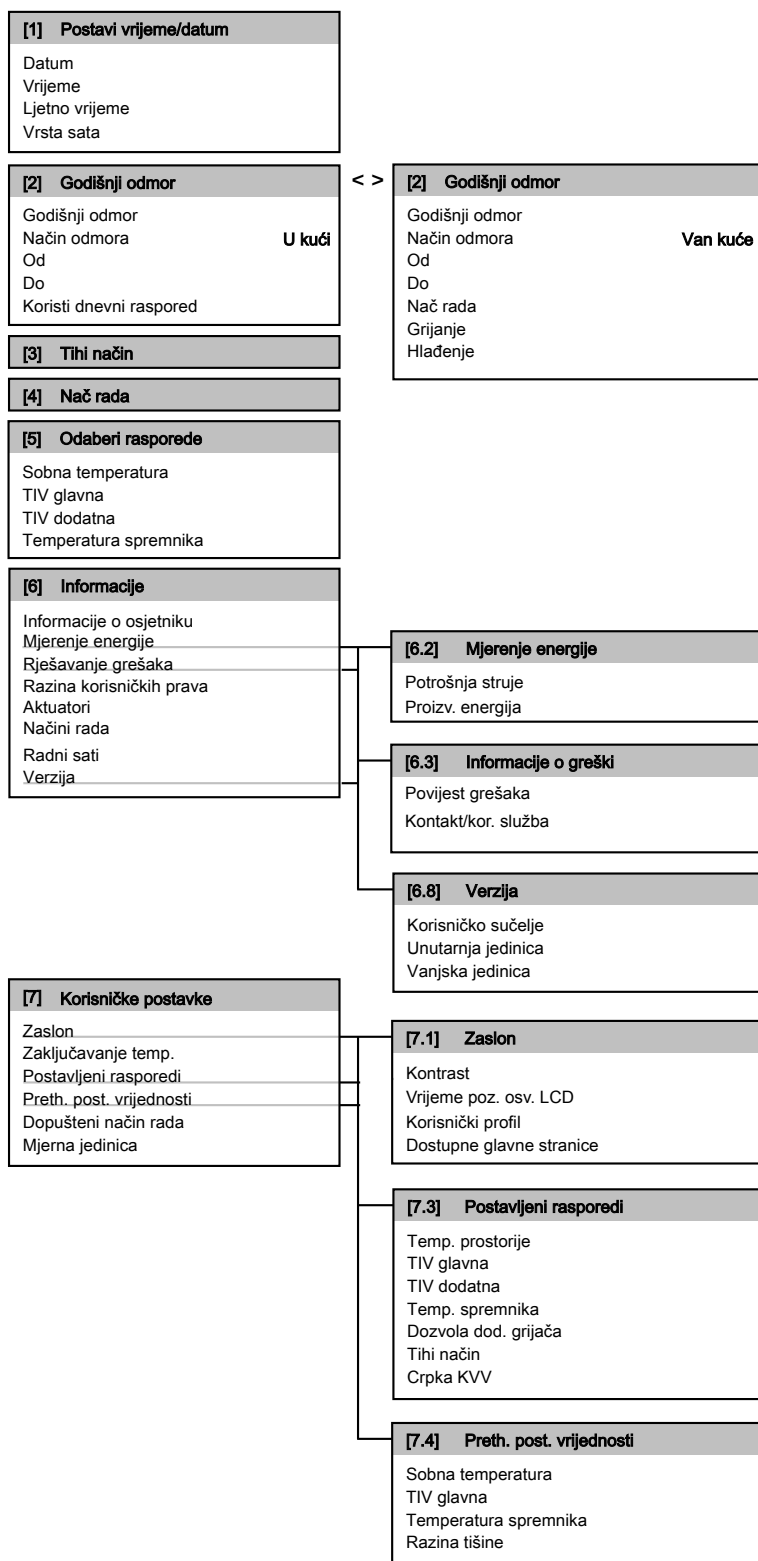 [1] Postavi vrijeme/datum
Datum
Vrijeme
Ljetno vrijeme
Vrsta sata
[2] Godišnji odmor
Godišnji odmor
Način odmora U kući
Od
Do
Koristi dnevni raspored
< >
[2] Godišnji odmor
Godišnji odmor
Način odmora Van kuće
Od
Do
Nač rada
Grijanje
Hlađenje
[3] Tihi način
[4] Nač rada
[5] Odaberi rasporede
Sobna temperatura
TIV glavna
TIV dodatna
Temperatura spremnika
[6] Informacije
Informacije o osjetniku
Mjerenje energije
Rješavanje grešaka
Razina korisničkih prava
Aktuatori
Načini rada
Radni sati
Verzija
[6.2] Mjerenje energije
Potrošnja struje
Proizv. energija
[6.3] Informacije o greški
Povijest grešaka
Kontakt/kor. služba
[6.8] Verzija
Korisničko sučelje
Unutarnja jedinica
Vanjska jedinica
[7] Korisničke postavke
Zaslon
Zaključavanje temp.
Postavljeni rasporedi
Preth. post. vrijednosti
Dopušteni način rada
Mjerna jedinica
[7.1] Zaslon
Kontrast
Vrijeme poz. osv. LCD
Korisnički profil
Dostupne glavne stranice
[7.3] Postavljeni rasporedi
Temp. prostorije
TIV glavna
TIV dodatna
Temp. spremnika
Dozvola dod. grijača
Tihi način
Crpka KVV
[7.4] Preth. post. vrijednosti
Sobna temperatura
TIV glavna
Temperatura spremnika
Razina tišine